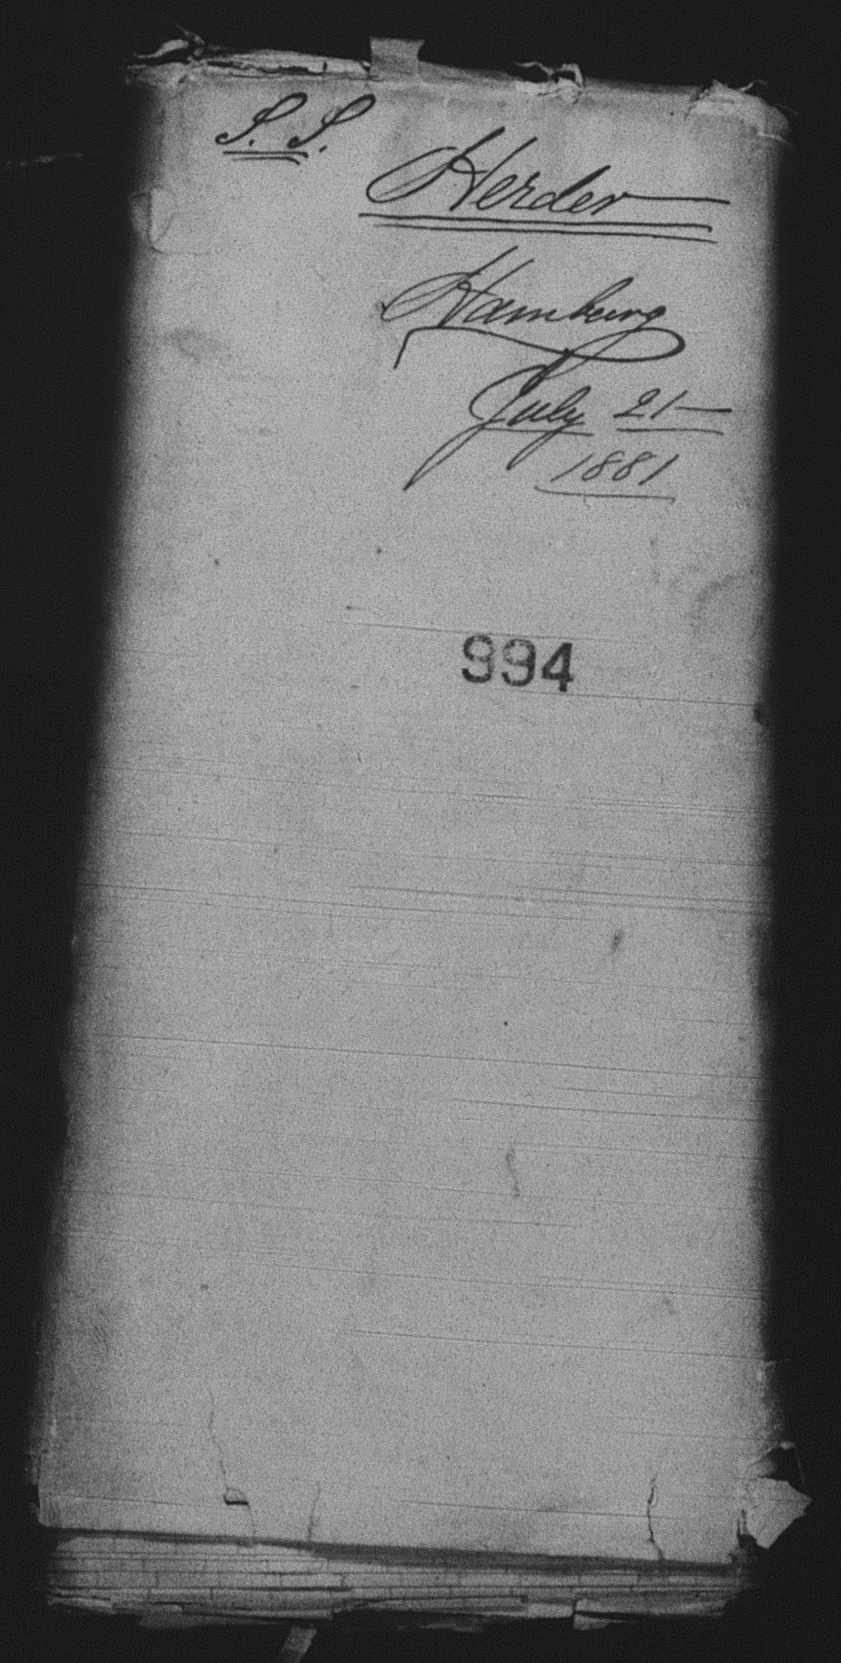 S. S.
Herder
Hamburg
July 21
1881
994